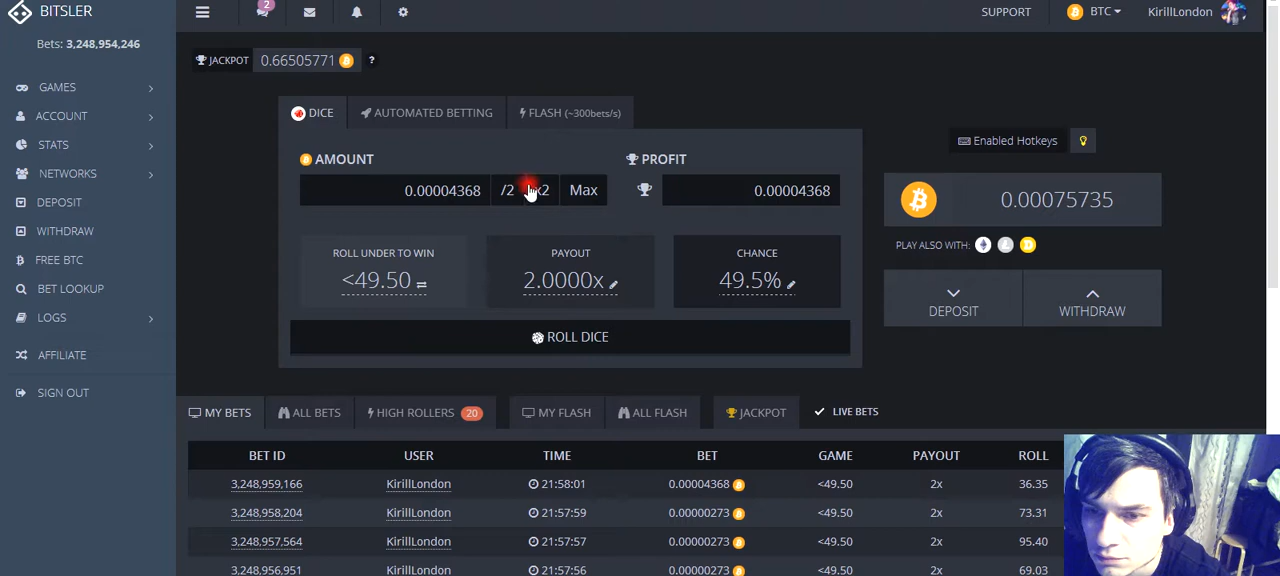 BITSLER
2
SUPPORT
BTC
KirillLondon
Bets: 3,248,954,246
JACKPOT 0.66505771 ?
GAMES
ACCOUNT
STATS
NETWORKS
DEPOSIT
WITHDRAW
FREE BTC
BET LOOKUP
LOGS
AFFILIATE
SIGN OUT
DICE AUTOMATED BETTING FLASH (~300bets/s)
AMOUNT PROFIT
0.00004368 /2 x2 Max 0.00004368
ROLL UNDER TO WIN PAYOUT CHANCE
<49.50 2.0000x 49.5%
ROLL DICE
Enabled Hotkeys
0.00075735
PLAY ALSO WITH:
DEPOSIT WITHDRAW
MY BETS ALL BETS HIGH ROLLERS 20 MY FLASH ALL FLASH JACKPOT LIVE BETS
BET ID USERS TIME BET GAME PAYOUT ROLL
3,248,959,166 KirillLondon 21:58:01 0.00004368 <49.50 2x 36.35
3,248,958,204 KirillLondon 21:57:59 0.00000273 <49.50 2x 73.31
3,248,957,564 KirillLondon 21:57:57 0.00000273 <49.50 2x 95.40
3,248,956,951 KirillLondon 21:57:56 0.00000273 <49.50 2x 69.03